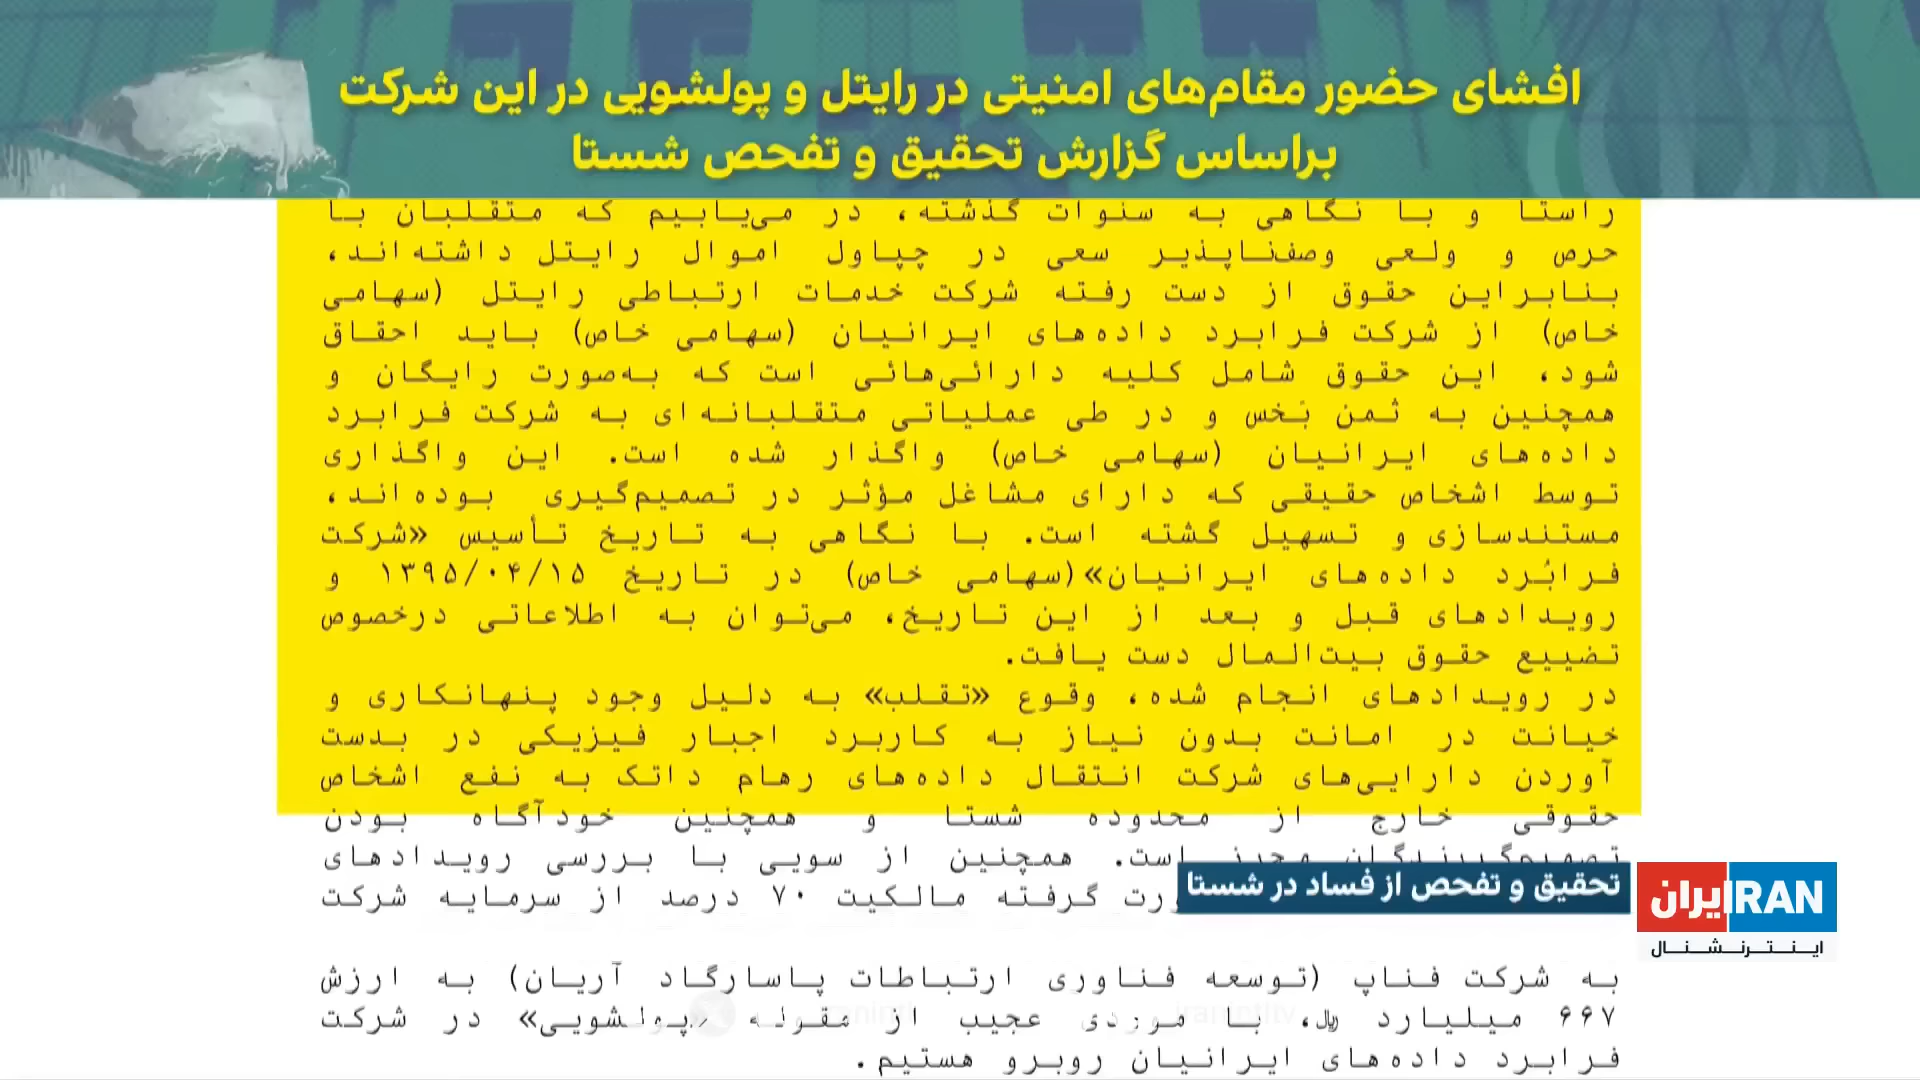 افشای حضور مقام‌های امنیتی در رایتل و پولشویی در این شرکت
براساس گزارش تحقیق و تفحص شستا
راستا و با نگاهی به سنوات گذشته، در می‌یابیم که متقلبان با
حرص و ولعی وصف‌ناپذیر سعی در چپاول اموال رایتل داشته‌اند،
بنابراین حقوق از دست رفته شرکت خدمات ارتباطی رایتل (سهامی
خاص) از شرکت فرابرد داده‌های ایرانیان (سهامی خاص) باید احقاق
شود، این حقوق شامل کلیه دارائی‌هائی است که به‌صورت رایگان و
همچنین به ثمن بَخس و در طی عملیاتی متقلبانه‌ای به شرکت فرابرد
داده‌های ایرانیان (سهامی خاص) واگذار شده است. این واگذاری
توسط اشخاص حقیقی که دارای مشاغل مؤثر در تصمیم‌گیری بوده‌اند،
مستندسازی و تسهیل گشته است. با نگاهی به تاریخ تأسیس «شرکت
فرابُرد داده‌های ایرانیان»(سهامی خاص) در تاریخ ۱۳۹۵/۰۴/۱۵ و
رویدادهای قبل و بعد از این تاریخ، می‌توان به اطلاعاتی درخصوص
تضییع حقوق بیت‌المال دست یافت.
در رویدادهای انجام شده، وقوع «تقلب» به دلیل وجود پنهانکاری و
خیانت در امانت بدون نیاز به کاربرد اجبار فیزیکی در بدست
آوردن دارایی‌های شرکت انتقال داده‌های رهام داتک به نفع اشخاص
حقوقی خارج از محدوده شستا و همچنین خودآگاه بودن
تصمیم‌گیرندگان محرز است. همچنین از سویی با بررسی رویدادهای
گرفته مالکیت ۷۰ درصد از سرمایه شرکت
تحقیق و تفحص از فساد در شستا
ایران IRAN
اینترنشنال
به شرکت فناپ (توسعه فناوری ارتباطات پاسارگاد آریان) به ارزش
۶۶۷ میلیارد ریال، با موردی عجیب از مقوله «پولشویی» در شرکت
فرابرد داده‌های ایرانیان روبرو هستیم.
iranintltv